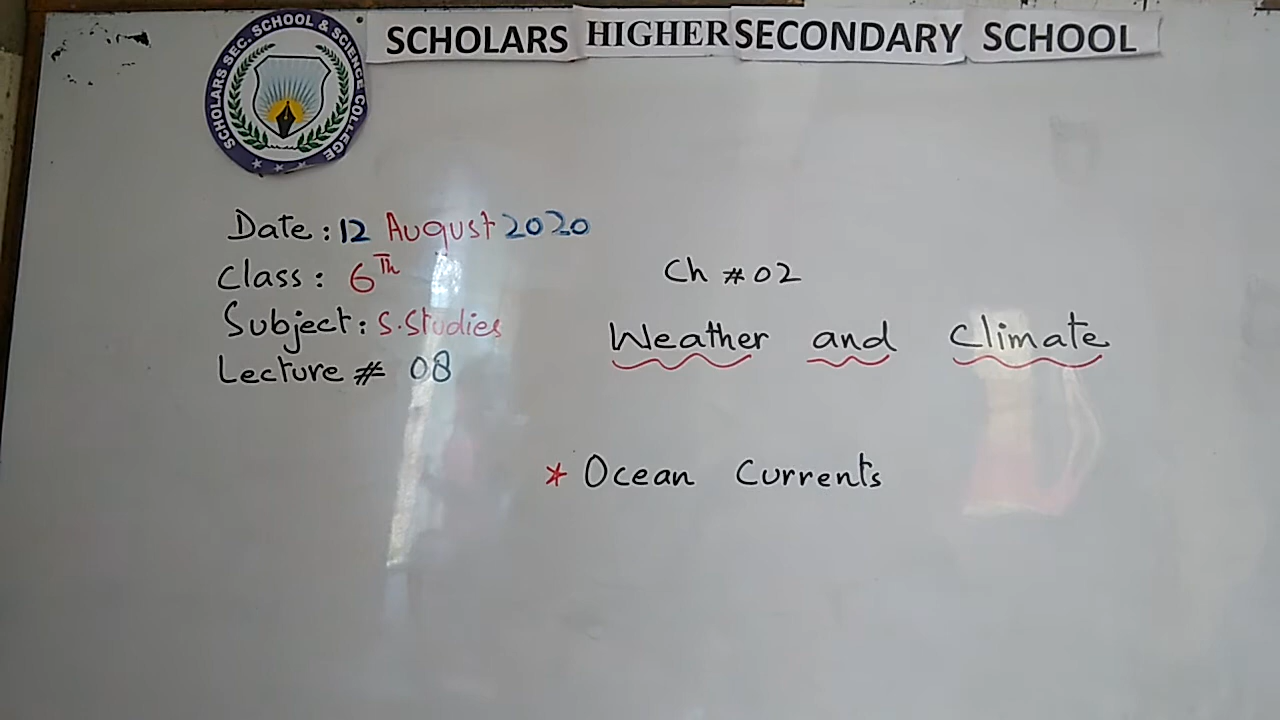 SCHOLARS SEC. SCHOOL & SCIENCE COLLEGE
SCHOLARS HIGHER SECONDARY SCHOOL
Date: 12 August 2020
Class: 6Th
Subject: S.Studies
Lecture # 08
Ch # 02
Weather and Climate
* Ocean Currents